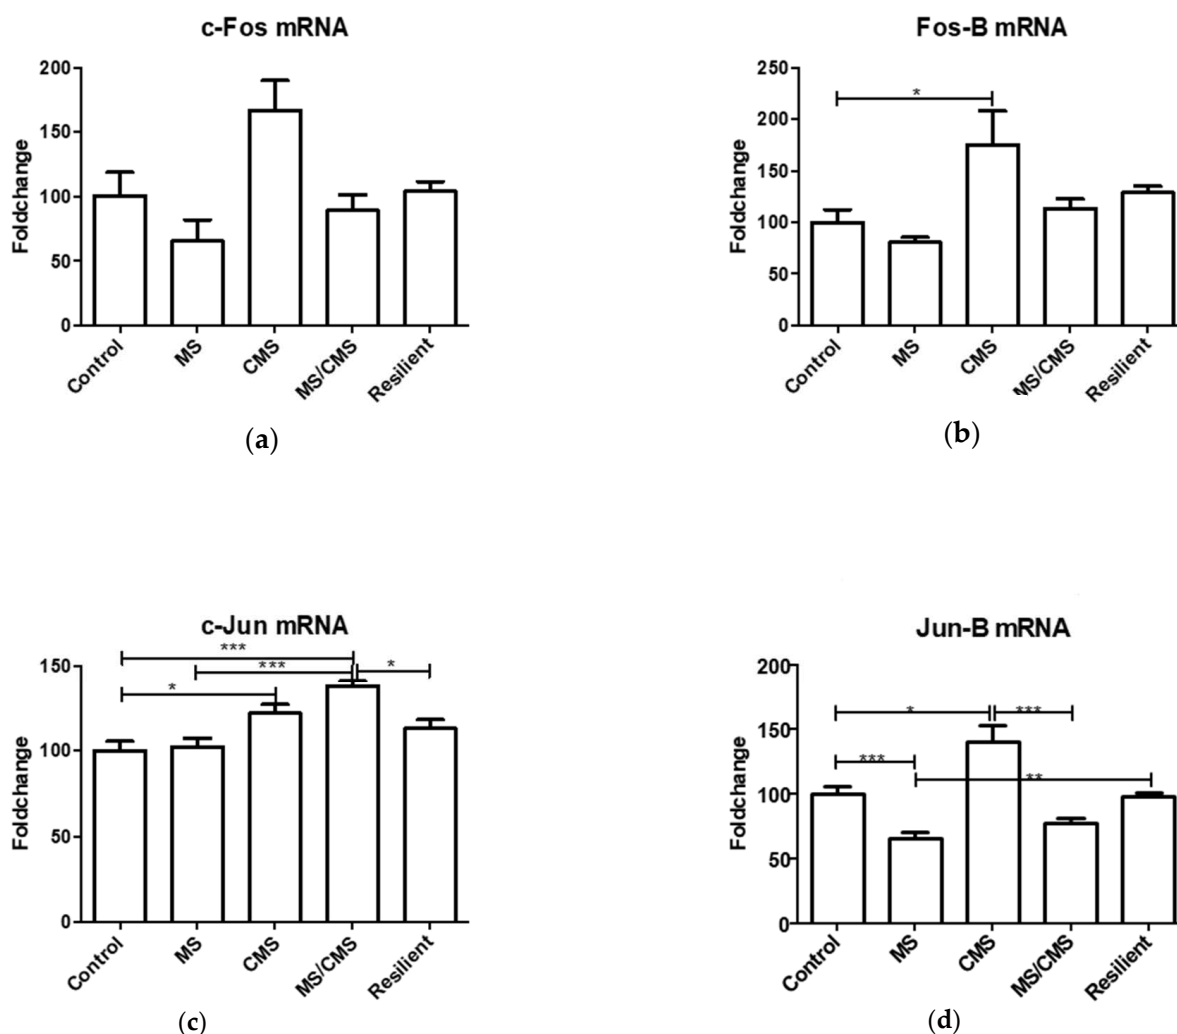 c-Fos mRNA
Foldchange
200
150
100
50
0
Control
MS
CMS
MS/CMS
Resilient
(a)
Fos-B mRNA
Foldchange
250
200
150
100
50
0
*
Control
MS
CMS
MS/CMS
Resilient
(b)
c-Jun mRNA
Foldchange
150
100
50
0
***
***
*
*
Control
MS
CMS
MS/CMS
Resilient
(c)
Jun-B mRNA
Foldchange
200
150
100
50
0
*
***
***
**
Control
MS
CMS
MS/CMS
Resilient
(d)